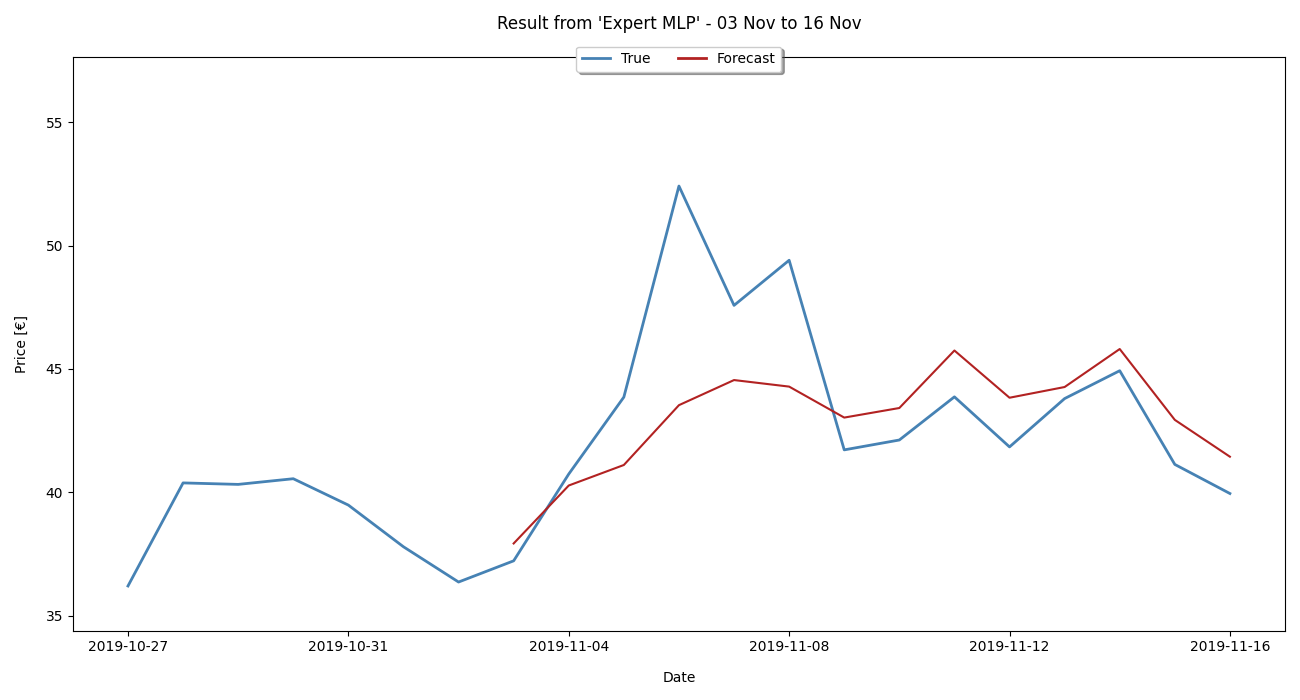 Result from 'Expert MLP' - 03 Nov to 16 Nov
True
Forecast
55
50
45
40
35
Price [€]
2019-10-27
2019-10-31
2019-11-04
2019-11-08
2019-11-12
2019-11-16
Date